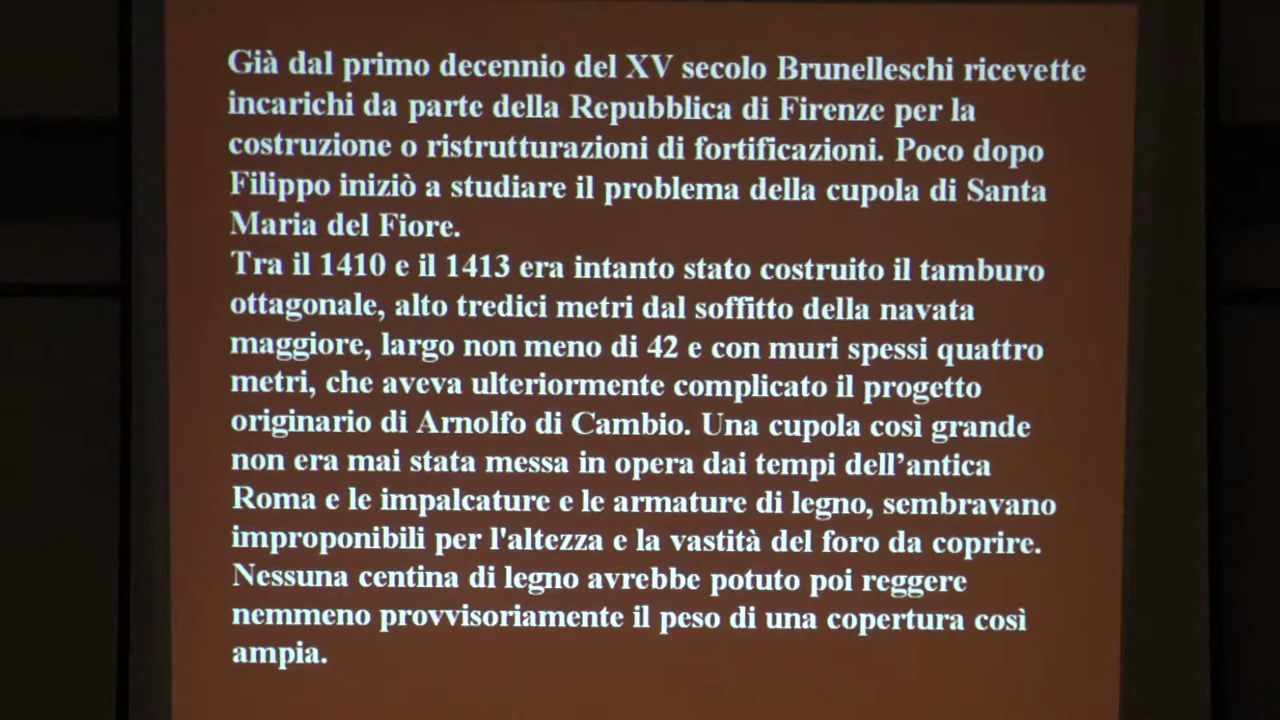 Già dal primo decennio del XV secolo Brunelleschi ricevette
incarichi da parte della Repubblica di Firenze per la
costruzione o ristrutturazioni di fortificazioni. Poco dopo
Filippo iniziò a studiare il problema della cupola di Santa
Maria del Fiore.
Tra il 1410 e il 1413 era intanto stato costruito il tamburo
ottagonale, alto tredici metri dal soffitto della navata
maggiore, largo non meno di 42 e con muri spessi quattro
metri, che aveva ulteriormente complicato il progetto
originario di Arnolfo di Cambio. Una cupola così grande
non era mai stata messa in opera dai tempi dell’antica
Roma e le impalcature e le armature di legno, sembravano
improponibili per l'altezza e la vastità del foro da coprire.
Nessuna centina di legno avrebbe potuto poi reggere
nemmeno provvisoriamente il peso di una copertura così
ampia.